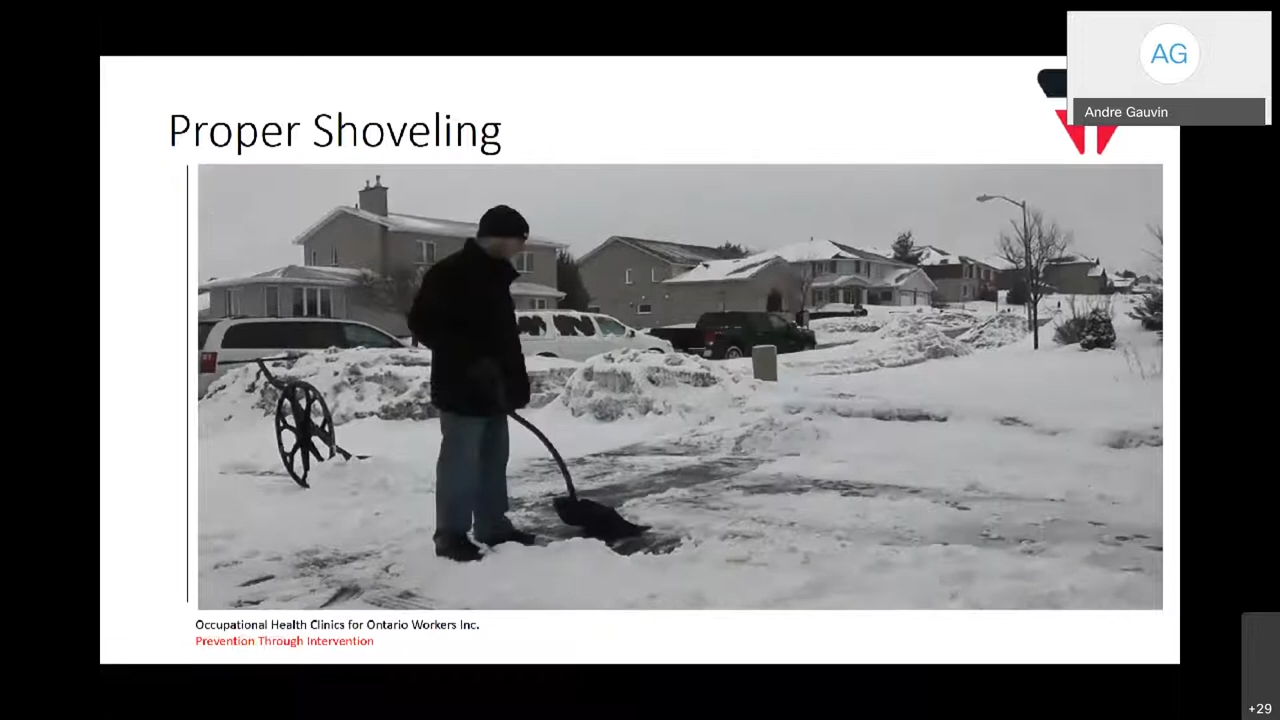 AG
Andre Gauvin
Proper Shoveling
Occupational Health Clinics for Ontario Workers Inc.
Prevention Through Intervention
+29